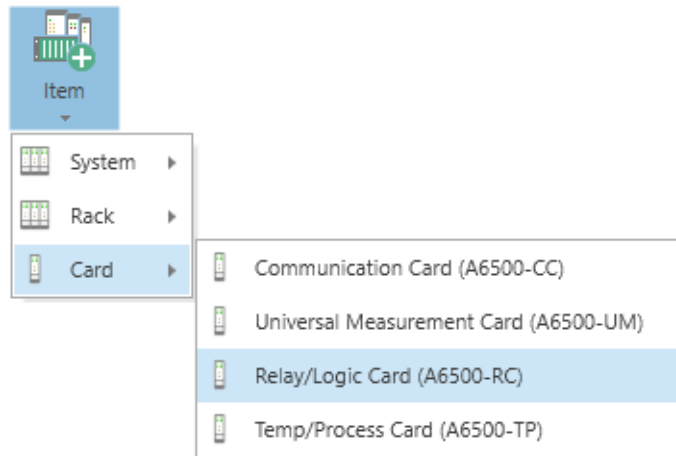 Item
System
Rack
Card
Communication Card (A6500-CC)
Universal Measurement Card (A6500-UM)
Relay/Logic Card (A6500-RC)
Temp/Process Card (A6500-TP)